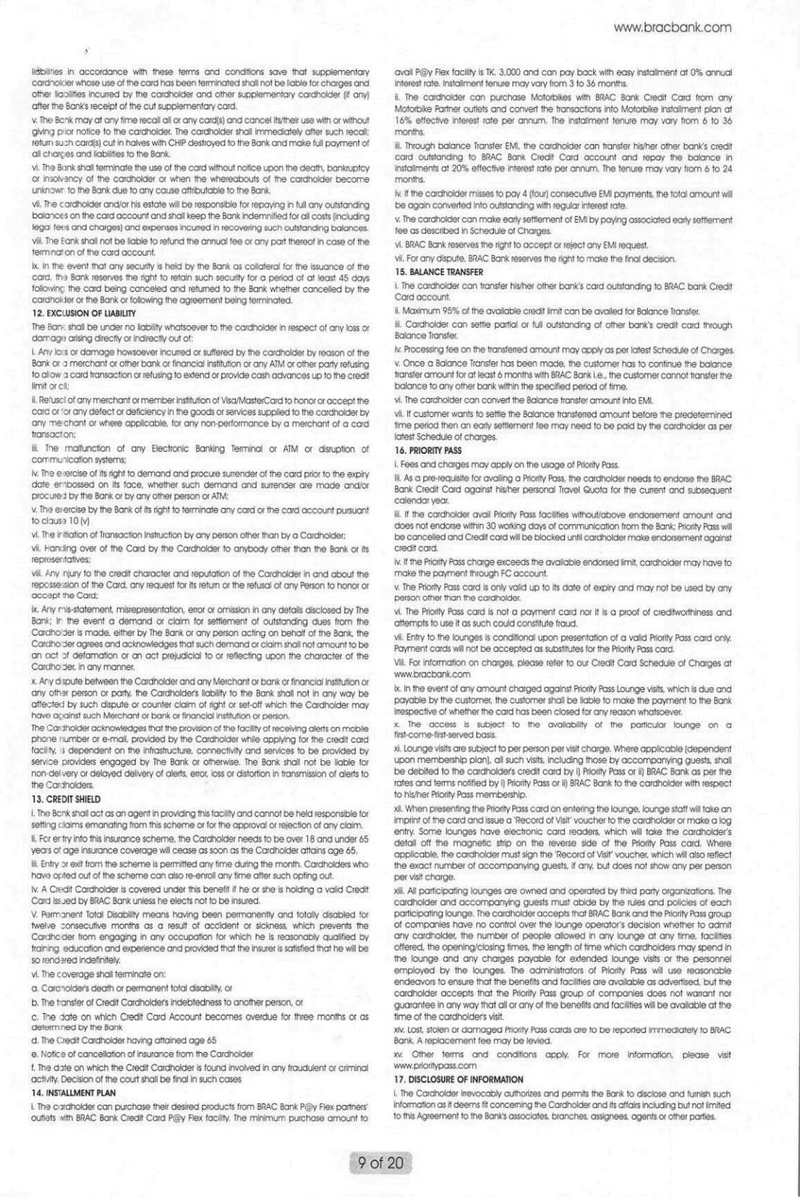 www.bracbank.com
liabilities in accordance with these terms and conditions save that supplementary
cardholder whose use of the card has been terminated shall not be liable for charges and
other liabilities incurred by the cardholder and other supplementary cardholder (if any)
after the Bank's receipt of the cut supplementary card.
v. The Bank may at any time recall all or any card(s) and cancel its/their use with or without
giving prior notice to the cardholder. The cardholder shall immediately after such recall;
return such card(s) cut in halves with CHIP destroyed to the Bank and make full payment of
all charges and liabilities to the Bank.
vi. The Bank shall terminate the use of the card without notice upon the death, bankruptcy
or insolvency of the cardholder or when the whereabouts of the cardholder become
unknown to the Bank due to any cause attributable to the Bank.
vii. The cardholder and/or his estate will be responsible for repaying in full any outstanding
balances on the card account and shall keep the Bank indemnified for all costs (including
legal fees and charges) and expenses incurred in recovering such outstanding balances.
viii. The Bank shall not be liable to refund the annual fee or any part thereof in case of the
termination of the card account.
ix. In the event that any security is held by the Bank as collateral for the issuance of the
card, the Bank reserves the right to retain such security for a period of at least 45 days
following the card being canceled and returned to the Bank whether cancelled by the
cardholder or the Bank or following the agreement being terminated.
12. EXCLUSION OF LIABILITY
The Bank shall be under no liability whatsoever to the cardholder in respect of any loss or
damage arising directly or indirectly out of:
i. Any loss or damage howsoever incurred or suffered by the cardholder by reason of the
Bank or a merchant or other bank or financial institution or any ATM or other party refusing
to allow a card transaction or refusing to extend or provide cash advances up to the credit
limit or all;
ii. Refusal of any merchant or member institution of Visa/MasterCard to honor or accept the
card or for any defect or deficiency in the goods or services supplied to the cardholder by
any merchant or where applicable, for any non-performance by a merchant of a card
transaction;
iii. The malfunction of any Electronic Banking Terminal or ATM or disruption of
communication systems;
iv. The exercise of its right to demand and procure surrender of the card prior to the expiry
date embossed on its face, whether such demand and surrender are made and/or
procured by the Bank or by any other person or ATM;
v. The exercise by the Bank of its right to terminate any card or the card account pursuant
to clause 10 (v)
vi. The initiation of Transaction Instruction by any person other than by a Cardholder;
vii. Handling over of the Card by the Cardholder to anybody other than the Bank or its
representatives;
viii. Any injury to the credit character and reputation of the Cardholder in and about the
repossession of the Card, any request for its return or the refusal of any Person to honor or
accept the Card;
ix. Any mis-statement, misrepresentation, error or omission in any details disclosed by The
Bank; In the event a demand or claim for settlement of outstanding dues from the
Cardholder is made, either by The Bank or any person acting on behalf of the Bank, the
Cardholder agrees and acknowledges that such demand or claim shall not amount to be
an act of defamation or an act prejudicial to or reflecting upon the character of the
Cardholder, in any manner.
x. Any dispute between the Cardholder and any Merchant or bank or financial institution or
any other person or party, the Cardholder's liability to the Bank shall not in any way be
affected by such dispute or counter claim of right or set-off which the Cardholder may
have against such Merchant or bank or financial institution or person.
The Cardholder acknowledges that the provision of the facility of receiving alerts on mobile
phone number or e-mail, provided by the Cardholder while applying for the credit card
facility, is dependent on the infrastructure, connectivity and services to be provided by
service providers engaged by The Bank or otherwise. The Bank shall not be liable for
non-delivery or delayed delivery of alerts, error, loss or distortion in transmission of alerts to
the Cardholders.
13. CREDIT SHIELD
i. The Bank shall act as an agent in providing this facility and cannot be held responsible for
setting claims emanating from this scheme or for the approval or rejection of any claim.
ii. For entry into this insurance scheme, the Cardholder needs to be over 18 and under 65
years of age insurance coverage will cease as soon as the Cardholder attains age 65.
iii. Entry or exit from the scheme is permitted any time during the month. Cardholders who
have opted out of the scheme can also re-enroll any time after such opting out.
iv. A Credit Cardholder is covered under this benefit if he or she is holding a valid Credit
Card issued by BRAC Bank unless he elects not to be insured.
V. Permanent Total Disability means having been permanently and totally disabled for
twelve consecutive months as a result of accident or sickness, which prevents the
Cardholder from engaging in any occupation for which he is reasonably qualified by
training, education and experience and provided that the insurer is satisfied that he will be
so rendered indefinitely.
vi. The coverage shall terminate on:
a. Cardholder's death or permanent total disability, or
b. The transfer of Credit Cardholder's indebtedness to another person, or
c. The date on which Credit Card Account becomes overdue for three months or as
determined by the Bank
d. The Credit Cardholder having attained age 65
e. Notice of cancellation of insurance from the Cardholder
f. The date on which the Credit Cardholder is found involved in any fraudulent or criminal
activity. Decision of the court shall be final in such cases
14. INSTALLMENT PLAN
i. The cardholder can purchase their desired products from BRAC Bank P@y Flex partners'
outlets with BRAC Bank Credit Card P@y Flex facility. The minimum purchase amount to
avail P@y Flex facility is TK. 3,000 and can pay back with easy installment at 0% annual
interest rate. Installment tenure may vary from 3 to 36 months.
ii. The cardholder can purchase Motorbikes with BRAC Bank Credit Card from any
Motorbike Partner outlets and convert the transactions into Motorbike installment plan at
16% effective interest rate per annum. The instalment tenure may vary from 6 to 36
months.
iii. Through balance Transfer EMI, the cardholder can transfer his/her other bank's credit
card outstanding to BRAC Bank Credit Card account and repay the balance in
installments at 20% effective interest rate per annum. The tenure may vary from 6 to 24
months.
iv. If the cardholder misses to pay 4 (four) consecutive EMI payments, the total amount will
be again converted into outstanding with regular interest rate.
v. The cardholder can make early settlement of EMI by paying associated early settlement
fee as described in Schedule of Charges.
vi. BRAC Bank reserves the right to accept or reject any EMI request.
vii. For any dispute, BRAC Bank reserves the right to make the final decision.
15. BALANCE TRANSFER
i. The cardholder can transfer his/her other bank's card outstanding to BRAC bank Credit
Card account.
ii. Maximum 95% of the available credit limit can be availed for Balance Transfer.
iii. Cardholder can settle partial or full outstanding of other bank's credit card through
Balance Transfer.
iv. Processing fee on the transferred amount may apply as per latest Schedule of Charges.
v. Once a Balance Transfer has been made, the customer has to continue the balance
transfer amount for at least 6 months with BRAC Bank i.e., the customer cannot transfer the
balance to any other bank within the specified period of time.
vi. The cardholder can convert the Balance Transfer amount into EMI.
vii. If customer wants to settle the Balance transferred amount before the predetermined
time period then an early settlement fee may need to be paid by the cardholder as per
latest Schedule of charges.
16. PRIORITY PASS
i. Fees and charges may apply on the usage of Priority Pass.
iii. As a pre-requisite for availing a Priority Pass, the cardholder needs to endorse the BRAC
Bank Credit Card against his/her personal Travel Quota for the current and subsequent
calendar year.
iii. If the cardholder avail Priority Pass facilities without/above endorsement amount and
does not endorse within 30 working days of communication from the Bank; Priority Pass will
be cancelled and Credit card will be blocked until cardholder make endorsement against
credit card.
iv. If the Priority Pass charge exceeds the available endorsed limit, cardholder may have to
make the payment through FC account.
v. The Priority Pass card is only valid up to its date of expiry and may not be used by any
person other than the cardholder.
vi. The Priority Pass card is not a payment card nor it is a proof of creditworthiness and
attempts to use it as such could constitute fraud.
vii. Entry to the lounges is conditional upon presentation of a valid Priority Pass card only.
Payment cards will not be accepted as substitutes for the Priority Pass card.
Viii. For information on charges, please refer to our Credit Card Schedule of Charges at
www.bracbank.com
ix. In the event of any amount charged against Priority Pass Lounge visits, which is due and
payable by the customer, the customer shall be liable to make the payment to the Bank
irrespective of whether the card has been closed for any reason whatsoever.
x. The access is subject to the availability of the particular lounge on a
first-come-first-served basis.
xi. Lounge visits are subject to per person per visit charge. Where applicable (dependent
upon membership plan), all such visits, including those by accompanying guests, shall
be debited to the cardholder's credit card by i) Priority Pass or ii) BRAC Bank as per the
rates and terms notified by i) Priority Pass or ii) BRAC Bank to the cardholder with respect
to his/her Priority Pass membership.
xii. When presenting the Priority Pass card on entering the lounge, lounge staff will take an
imprint of the card and issue a 'Record of Visit' voucher to the cardholder or make a log
entry. Some lounges have electronic card readers, which will take the cardholder's
detail off the magnetic strip on the reverse side of the Priority Pass card. Where
applicable, the cardholder must sign the 'Record of Visit' voucher, which will also reflect
the exact number of accompanying guests, if any, but does not show any per person
per visit charge.
xiii. All participating lounges are owned and operated by third party organizations. The
cardholder and accompanying guests must abide by the rules and policies of each
participating lounge. The cardholder accepts that BRAC Bank and the Priority Pass group
of companies have no control over the lounge operator's decision whether to admit
any cardholder, the number of people allowed in any lounge at any time, facilities
offered, the opening/closing times, the length of time which cardholders may spend in
the lounge and any charges payable for extended lounge visits or the personnel
employed by the lounges. The administrators of Priority Pass will use reasonable
endeavors to ensure that the benefits and facilities are available as advertised, but the
cardholder accepts that the Priority Pass group of companies does not warrant nor
guarantee in any way that all or any of the benefits and facilities will be available at the
time of the cardholder's visit.
xiv. Lost, stolen or damaged Priority Pass cards are to be reported immediately to BRAC
Bank. A replacement fee may be levied.
xv. Other terms and conditions apply. For more information, please visit
www.prioritypass.com
17. DISCLOSURE OF INFORMATION
i. The Cardholder irrevocably authorizes and permits the Bank to disclose and furnish such
information as it deems fit concerning the Cardholder and its affairs including but not limited
to this Agreement to the Bank's associates, branches, assignees, agents or other parties.
9 of 20